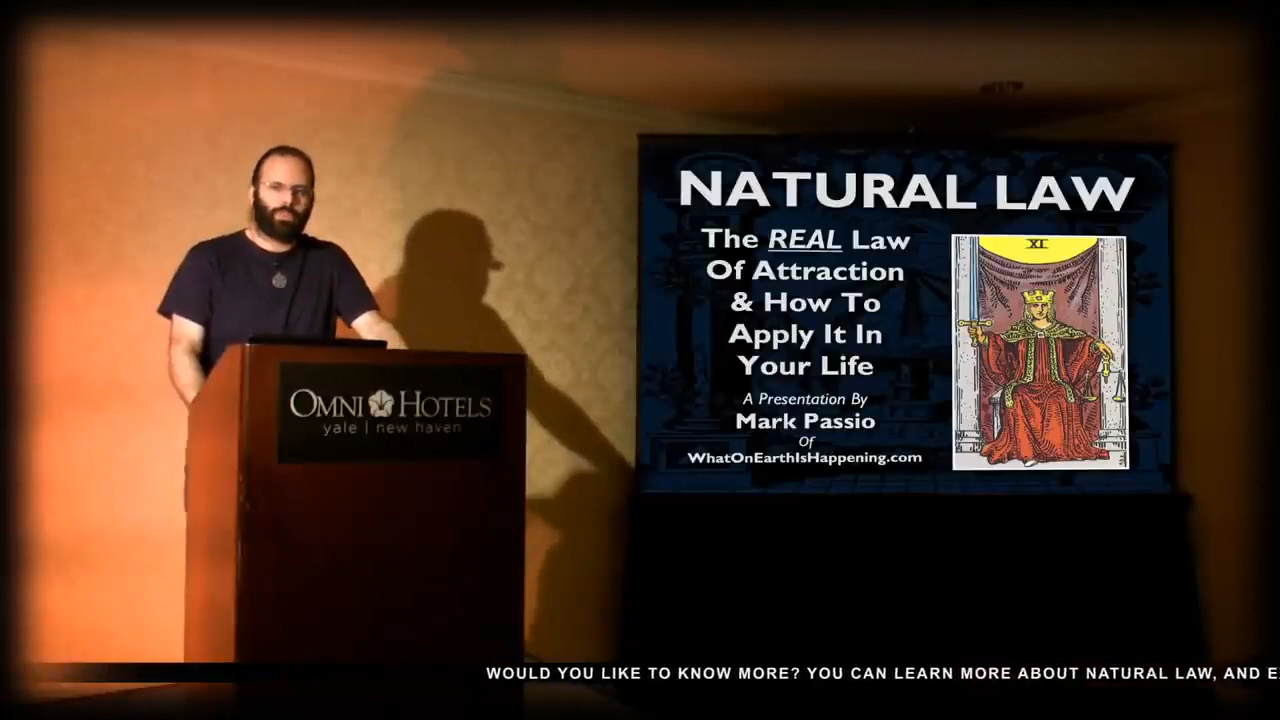 NATURAL LAW
The REAL Law
Of Attraction
& How To
Apply It In
Your Life
A Presentation By
Mark Passio
Of
WhatOnEarthIsHappening.com
XI
OMNI HOTELS
yale | new haven
WOULD YOU LIKE TO KNOW MORE? YOU CAN LEARN MORE ABOUT NATURAL LAW, AND E